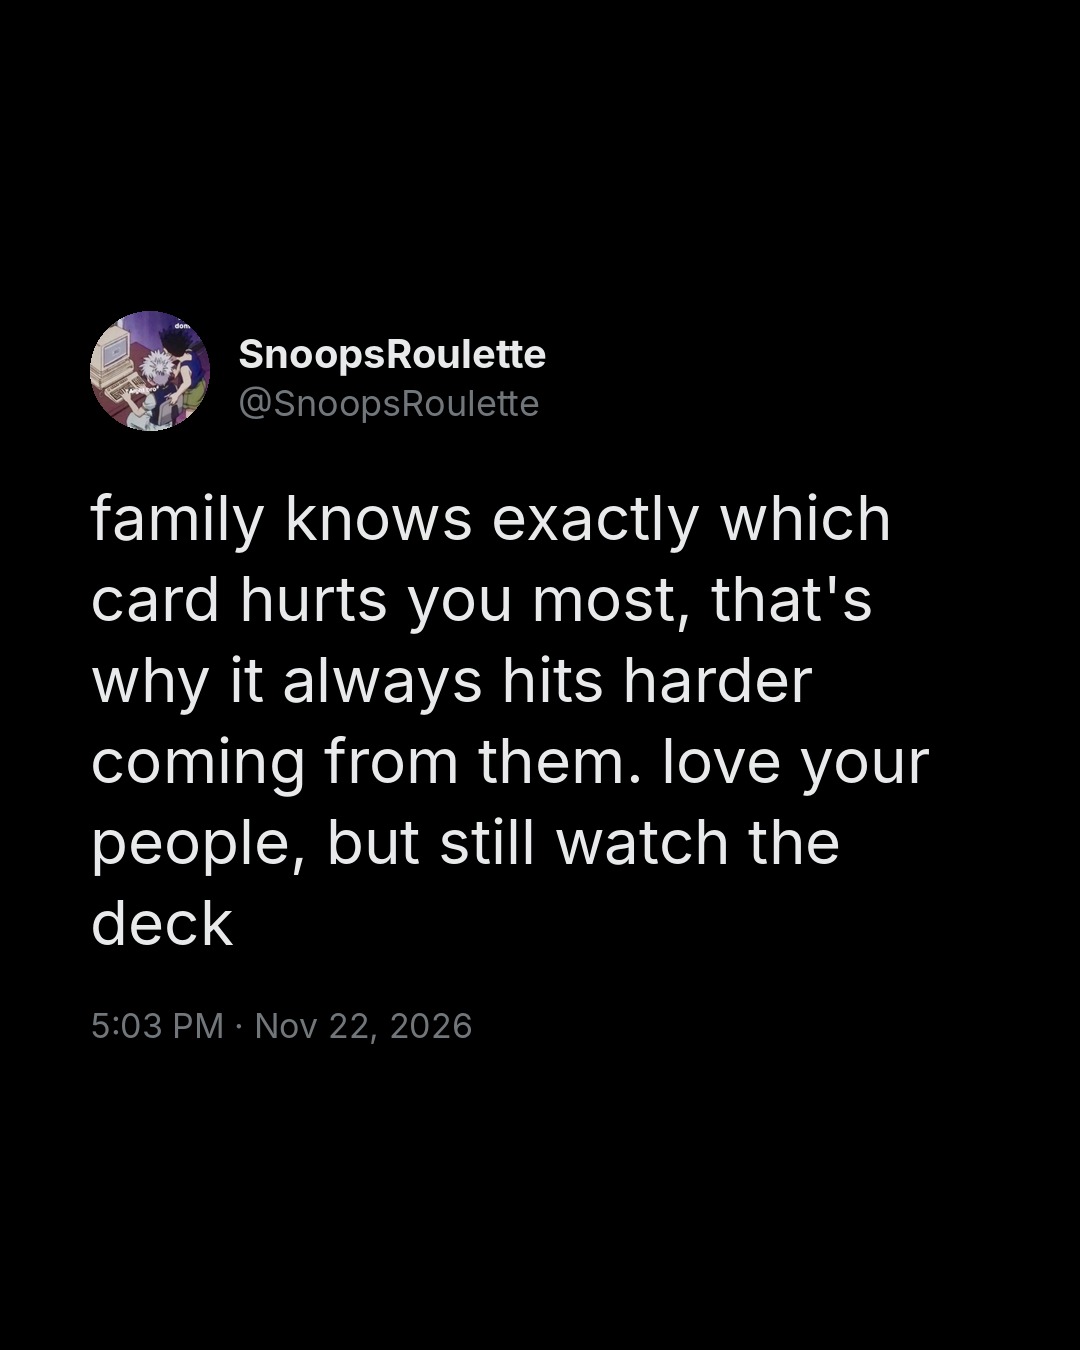 SnoopsRoulette
@SnoopsRoulette
family knows exactly which
card hurts you most, that's
why it always hits harder
coming from them. love your
people, but still watch the
deck
5:03 PM · Nov 22, 2026